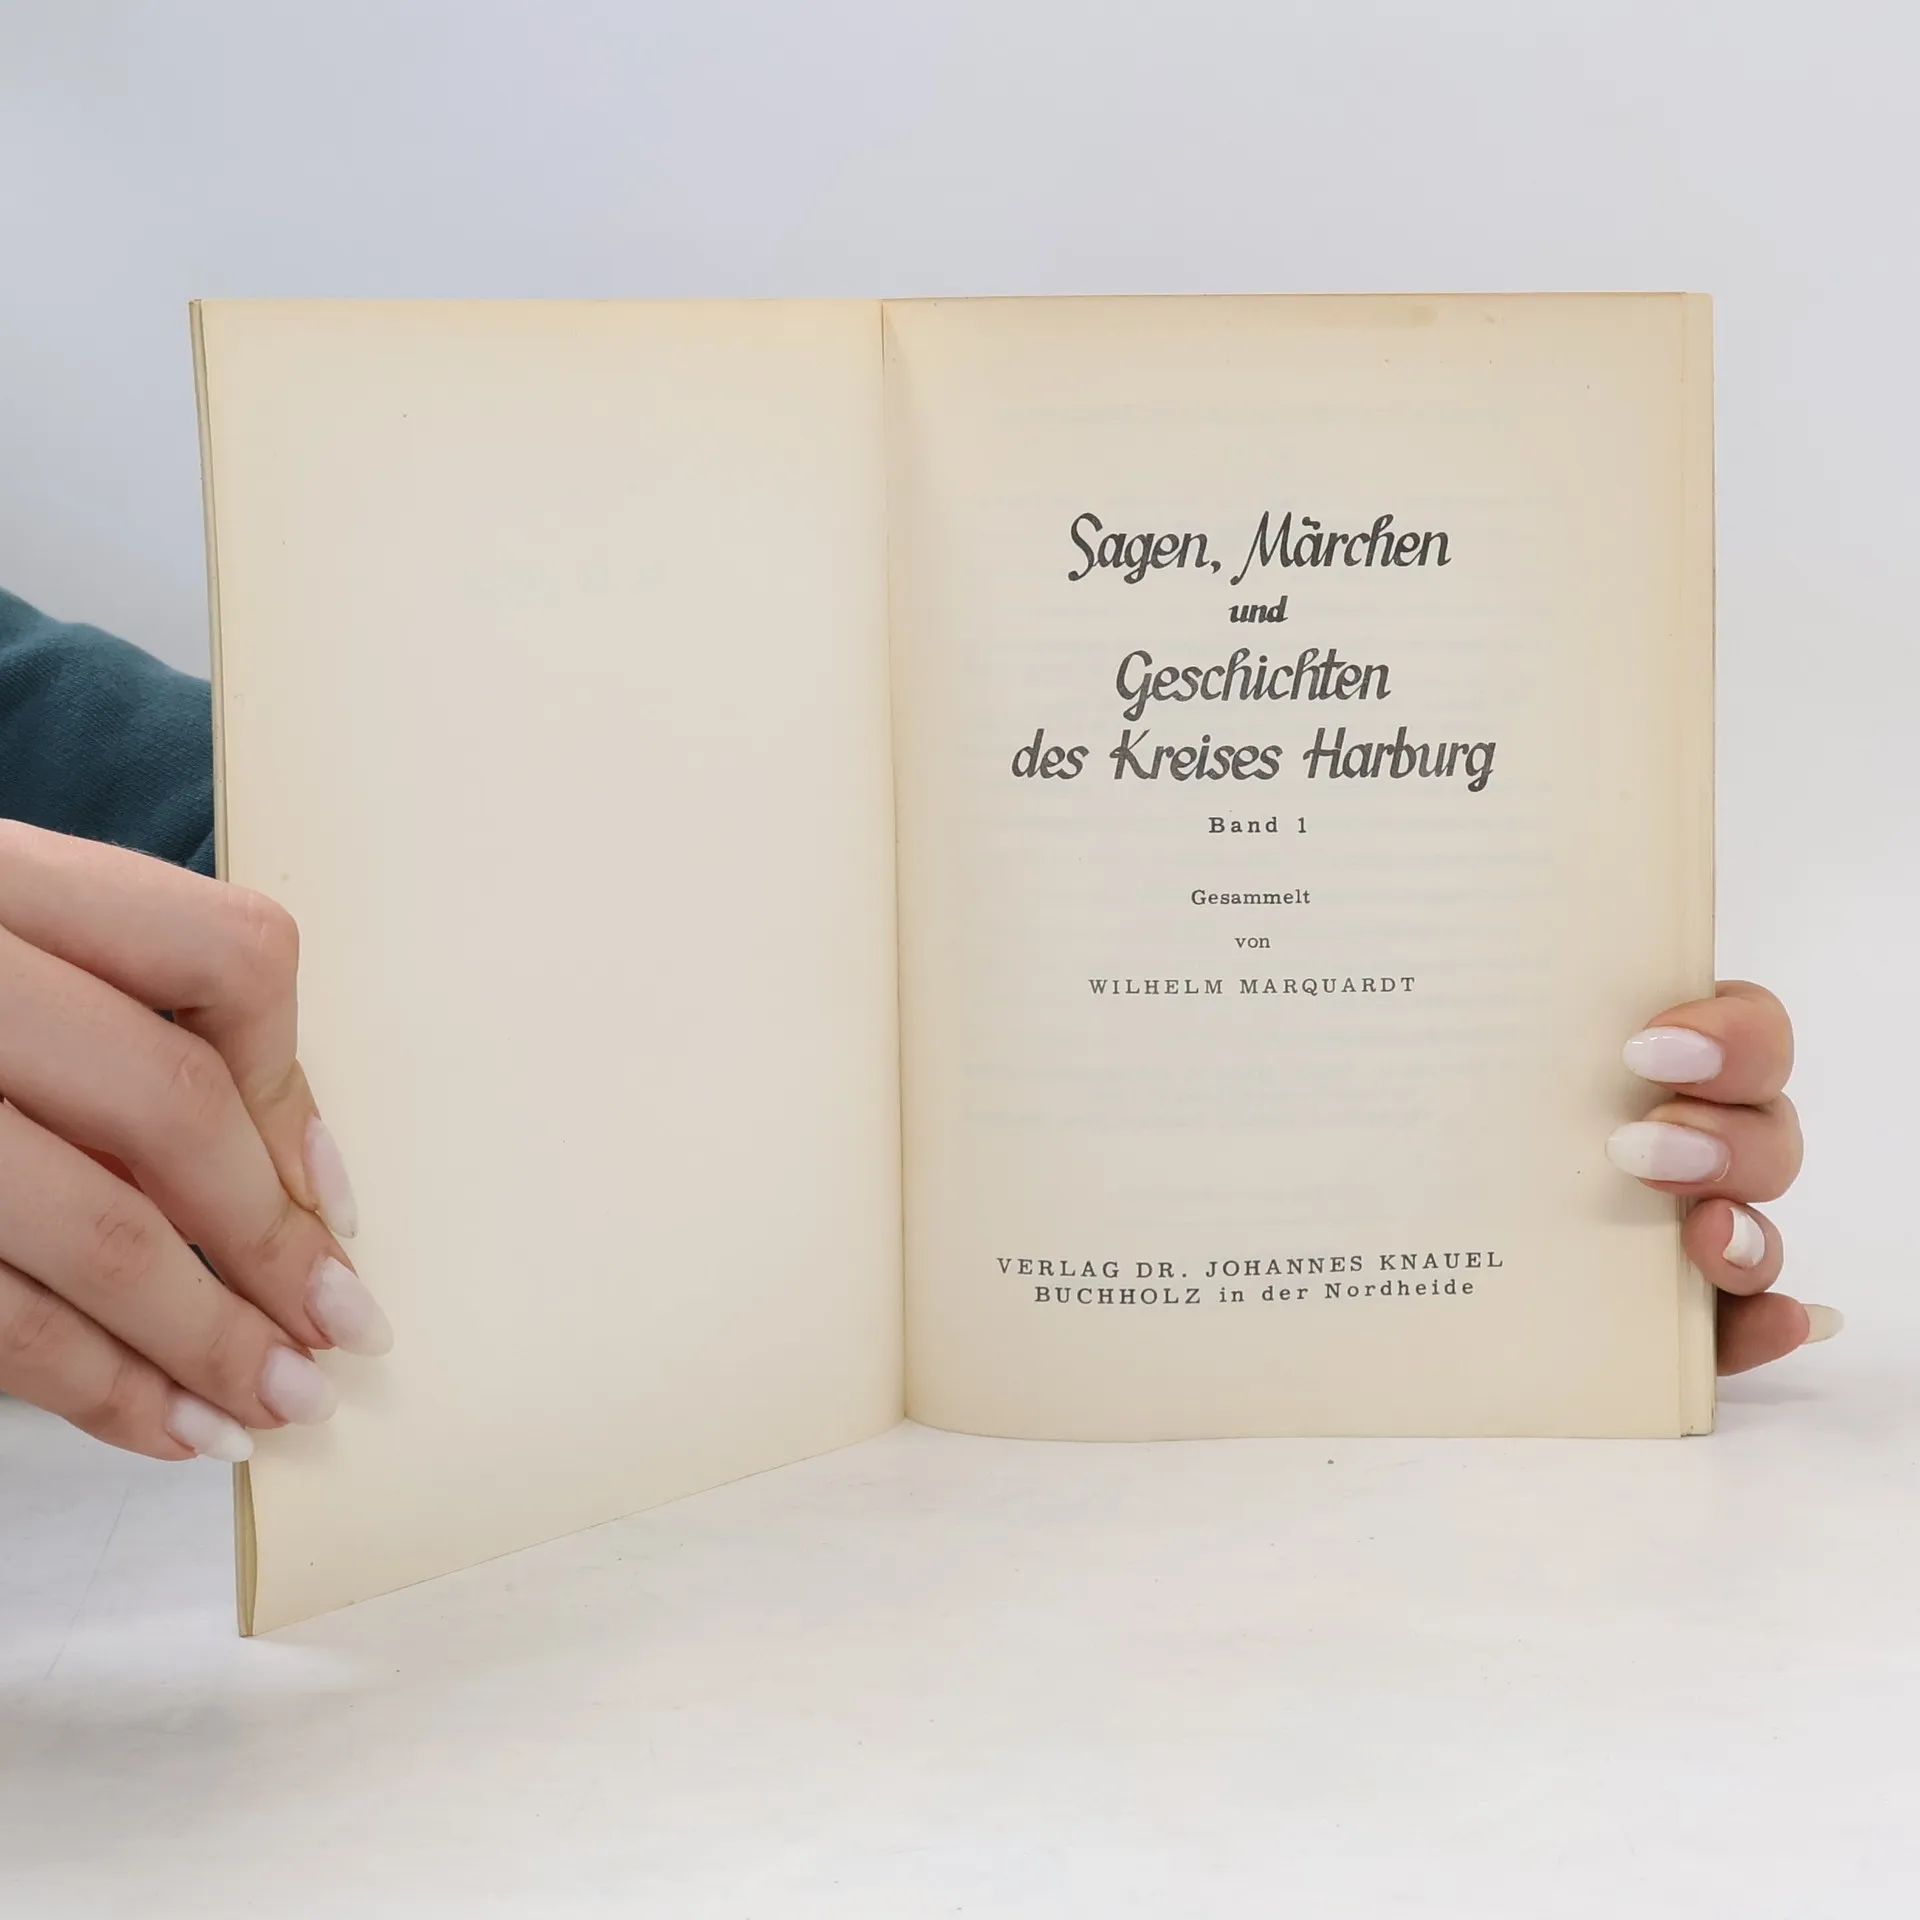 Sagen, Märchen
und
Geschichten
des Kreises Harburg
Band 1
Gesammelt
von
WILHELM MARQUARDT
VERLAG DR. JOHANNES KNAUEL
BUCHHOLZ in der Nordheide